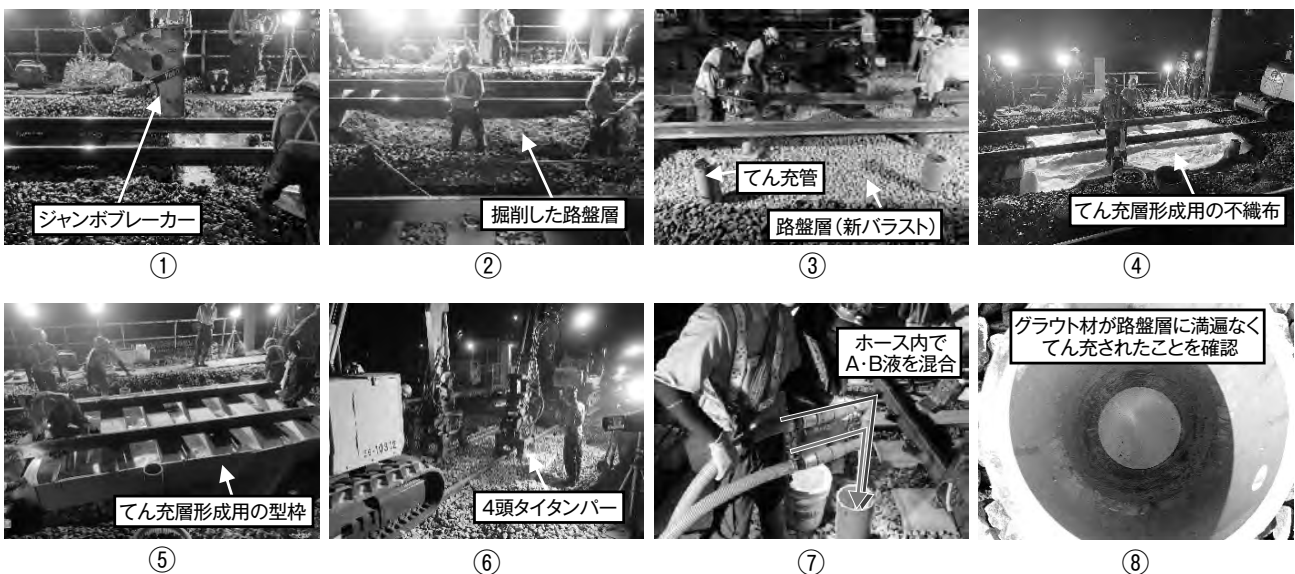 ジャンボブレーカー
①
掘削した路盤層
②
てん充管
路盤層(新バラスト)
③
てん充層形成用の不織布
④
てん充層形成用の型枠
⑤
4頭タイタンパー
⑥
ホース内で
A・B液を混合
⑦
グラウト材が路盤層に満遍なく
てん充されたことを確認
⑧